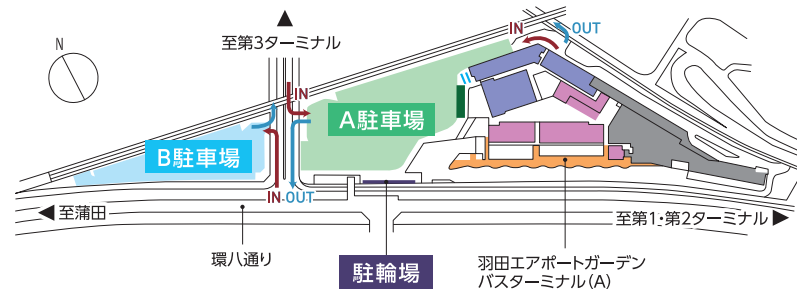 N
至第3ターミナル
IN
OUT
IN
A駐車場
B駐車場
IN
OUT
至蒲田
至第1・第2ターミナル
環八通り
駐輪場
羽田エアポートガーデン
バスターミナル(A)